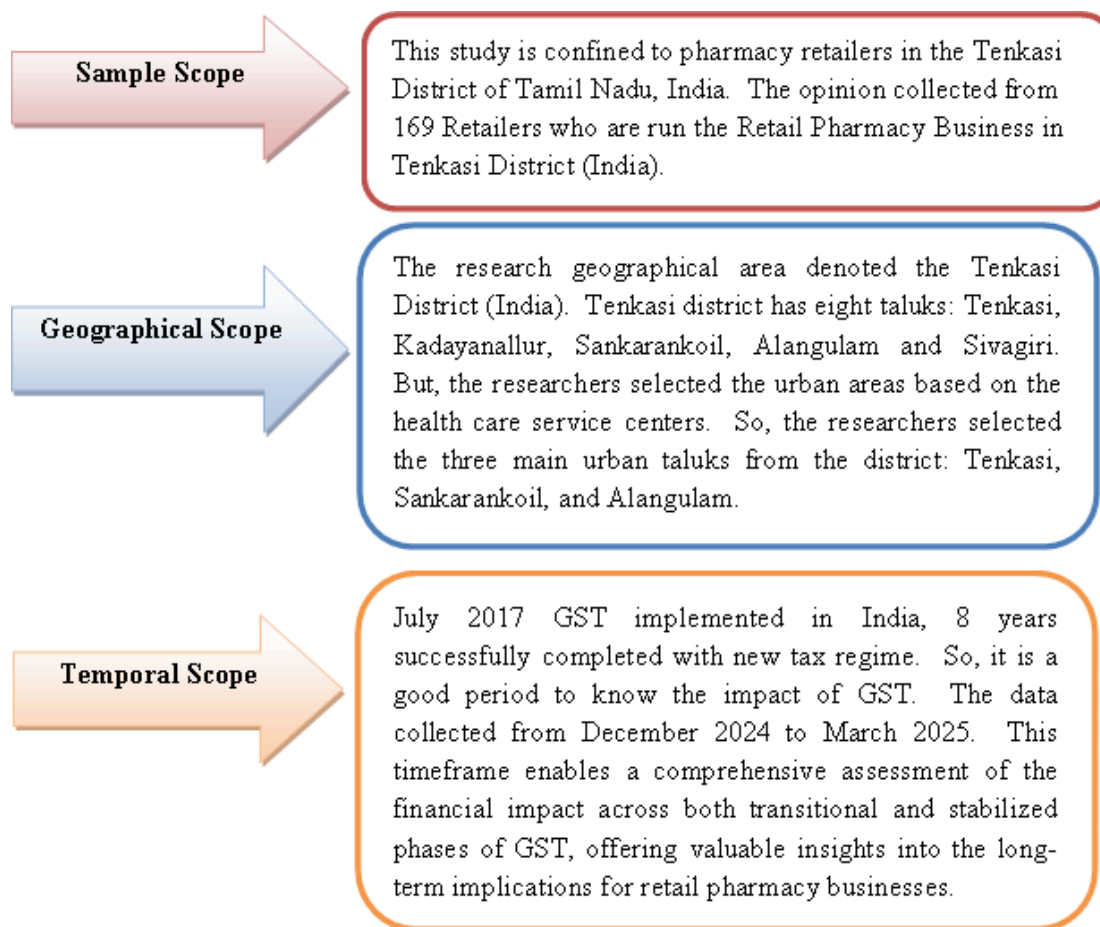 Sample Scope
This study is confined to pharmacy retailers in the Tenkasi
District of Tamil Nadu, India. The opinion collected from
169 Retailers who are run the Retail Pharmacy Business in
Tenkasi District (India).
Geographical Scope
The research geographical area denoted the Tenkasi
District (India). Tenkasi district has eight taluks: Tenkasi,
Kadayanallur, Sankarankoil, Alangulam and Sivagiri.
But, the researchers selected the urban areas based on the
health care service centers. So, the researchers selected
the three main urban taluks from the district: Tenkasi,
Sankarankoil, and Alangulam.
Temporal Scope
July 2017 GST implemented in India, 8 years
successfully completed with new tax regime. So, it is a
good period to know the impact of GST. The data
collected from December 2024 to March 2025. This
timeframe enables a comprehensive assessment of the
financial impact across both transitional and stabilized
phases of GST, offering valuable insights into the long-
term implications for retail pharmacy businesses.